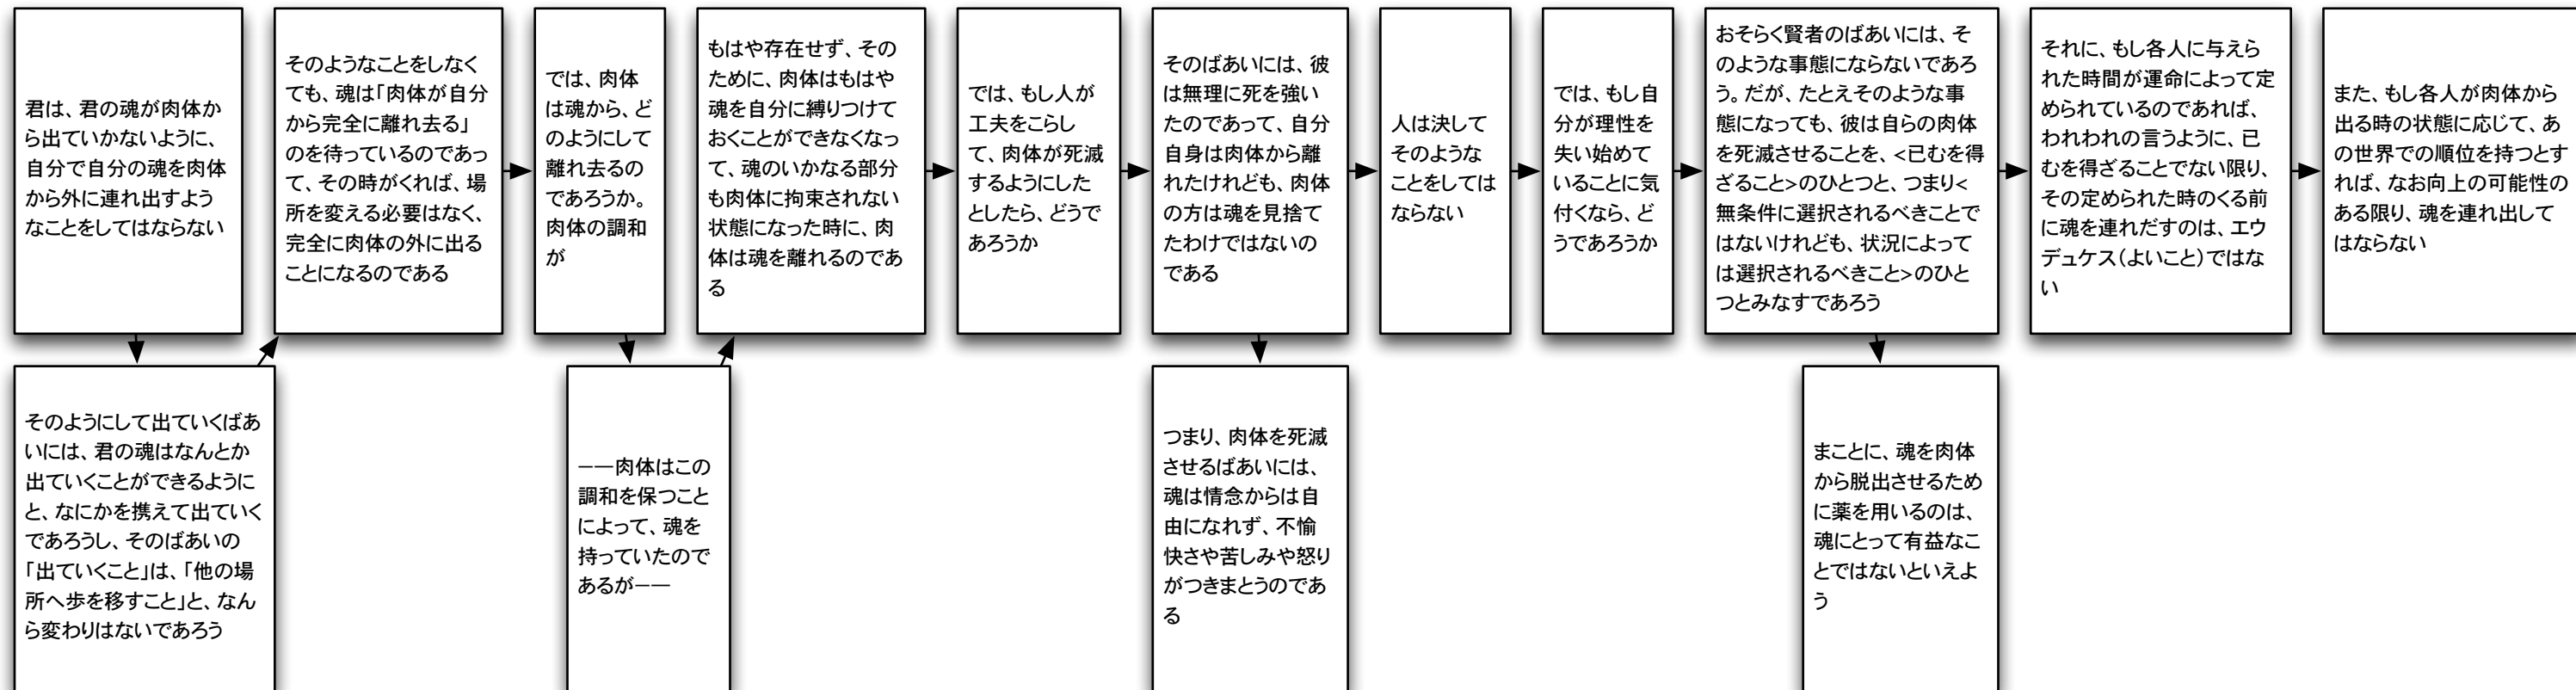 君は、君の魂が肉体か
ら出ていかないように、
自分で自分の魂を肉体
から外に連れ出すよう
なことをしてはならない
そのようにして出ていくばあ
いには、君の魂はなんとか
出ていくことができるように
と、なにかを携えて出ていく
であろうし、そのばあいの
「出ていくこと」は、「他の場
所へ歩を移すこと」と、なん
ら変わりはないであろう
そのようなことをしなく
ても、魂は「肉体が自分
から完全に離れ去る」
のを待っているのであっ
て、その時がくれば、場
所を変える必要はなく、
完全に肉体の外に出る
ことになるのである
では、肉体
は魂から、ど
のようにして
離れ去るの
であろうか。
肉体の調和
が
――肉体はこの
調和を保つこと
によって、魂を
持っていたので
あるが――
もはや存在せず、その
ために、肉体はもはや
魂を自分に縛りつけて
おくことができなくなっ
て、魂のいかなる部分
も肉体に拘束されない
状態になった時に、肉
体は魂を離れるのであ
る
では、もし人が
工夫をこらし
て、肉体が死滅
するようにした
としたら、どうで
あろうか
そのばあいには、彼
は無理に死を強い
たのであって、自分
自身は肉体から離
れたけれども、肉体
の方は魂を見捨て
たわけではないの
である
つまり、肉体を死滅
させるばあいには、
魂は情念からは自
由になれず、不愉
快さや苦しみや怒り
がつきまとうのであ
る
人は決して
そのような
ことをしては
ならない
では、もし自
分が理性を
失い始めて
いることに気
付くなら、ど
うであろうか
おそらく賢者のばあいには、そ
のような事態にならないであろ
う。だが、たとえそのような事
態になっても、彼は自らの肉体
を死滅させることを、<已むを得
ざること>のひとつと、つまり<
無条件に選択されるべきことで
はないけれども、状況によって
は選択されるべきこと>のひと
つとみなすであろう
まことに、魂を肉体
から脱出させるため
に薬を用いるのは、
魂にとって有益なこ
とではないといえよ
う
それに、もし各人に与えら
れた時間が運命によって定
められているのであれば、
われわれの言うように、已
むを得ざることでない限り、
その定められた時のくる前
に魂を連れだすのは、エウ
デュケス(よいこと)ではな
い
また、もし各人が肉体から
出る時の状態に応じて、あ
の世界での順位を持つとす
れば、なお向上の可能性の
ある限り、魂を連れ出して
はならない